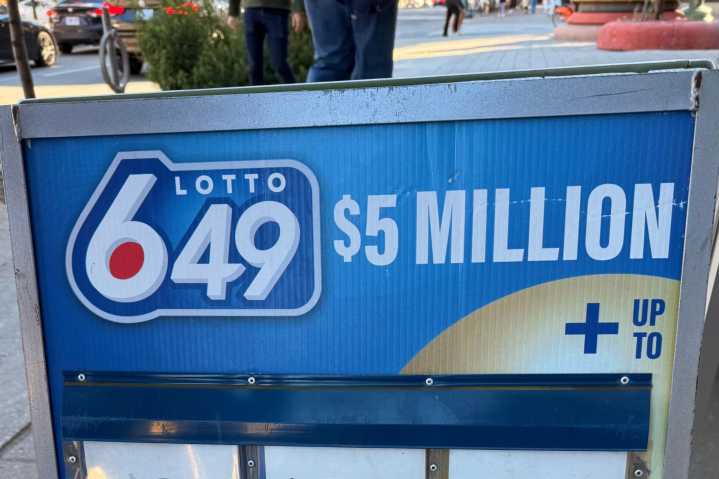 LOTTO
649
$5 MILLION
+ UP
TO